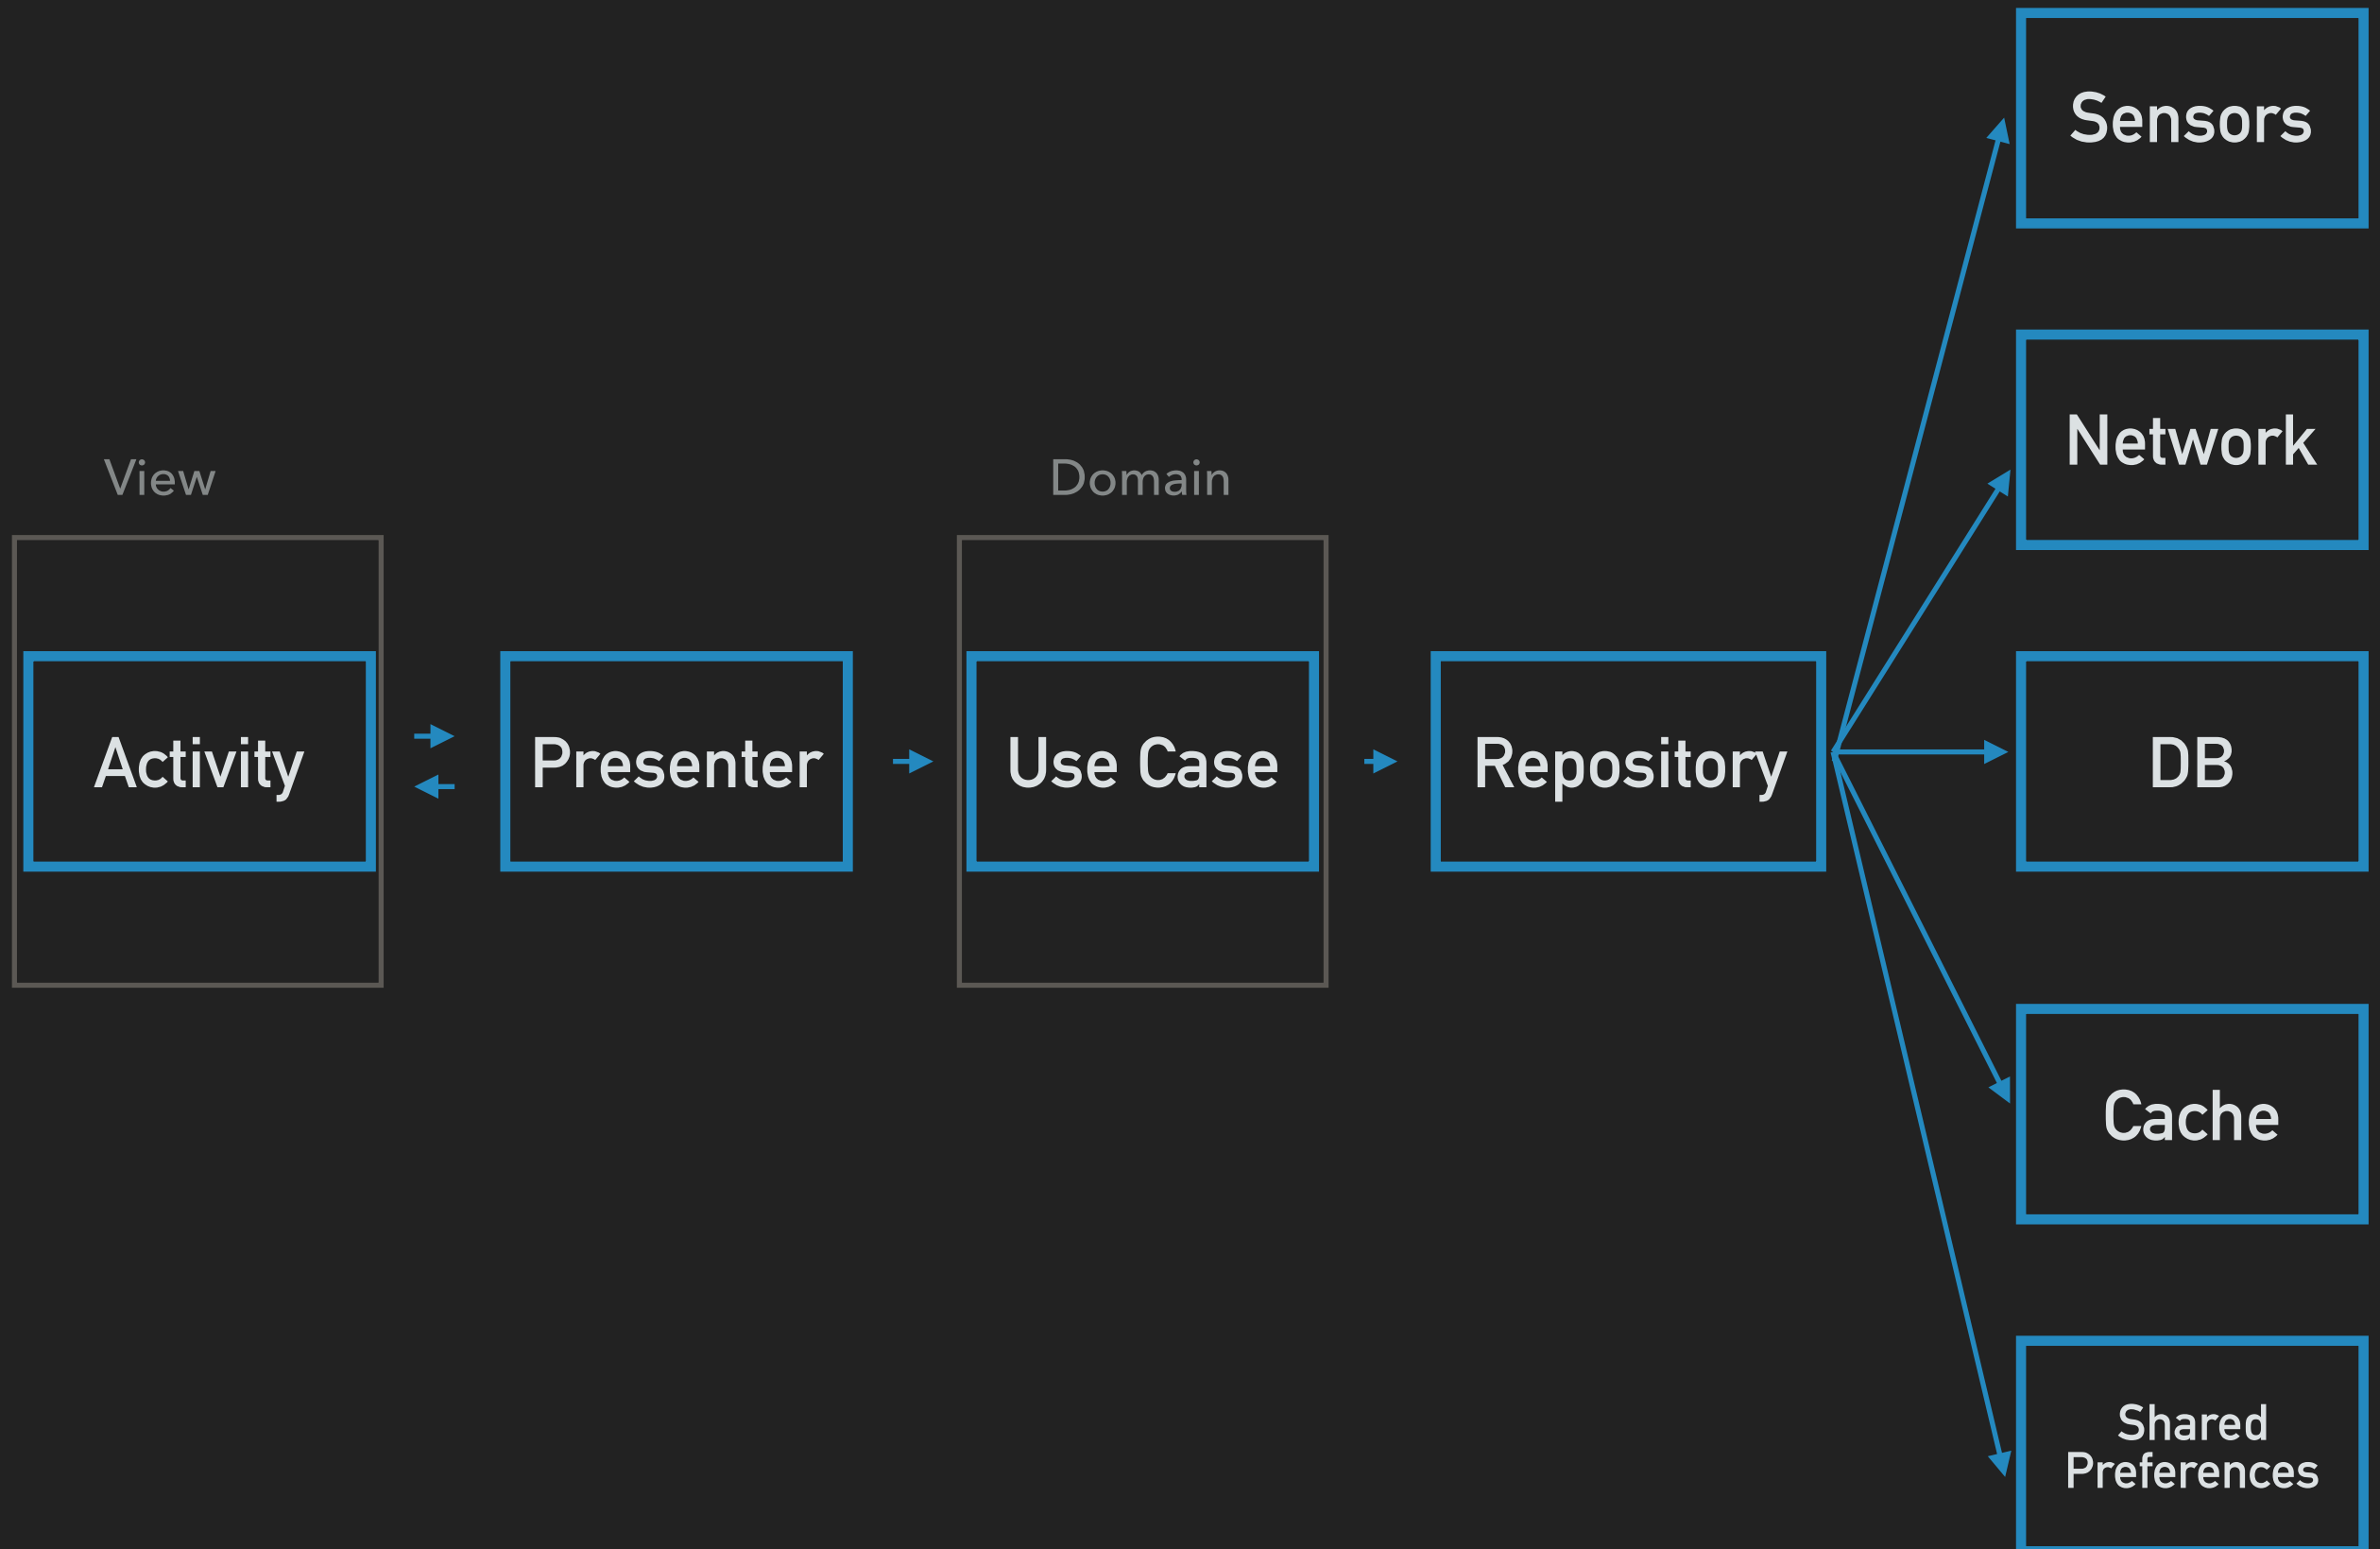 Sensors
Network
View
Domain
Activity
Presenter
Use Case
Repository
DB
Cache
Shared
Preferences